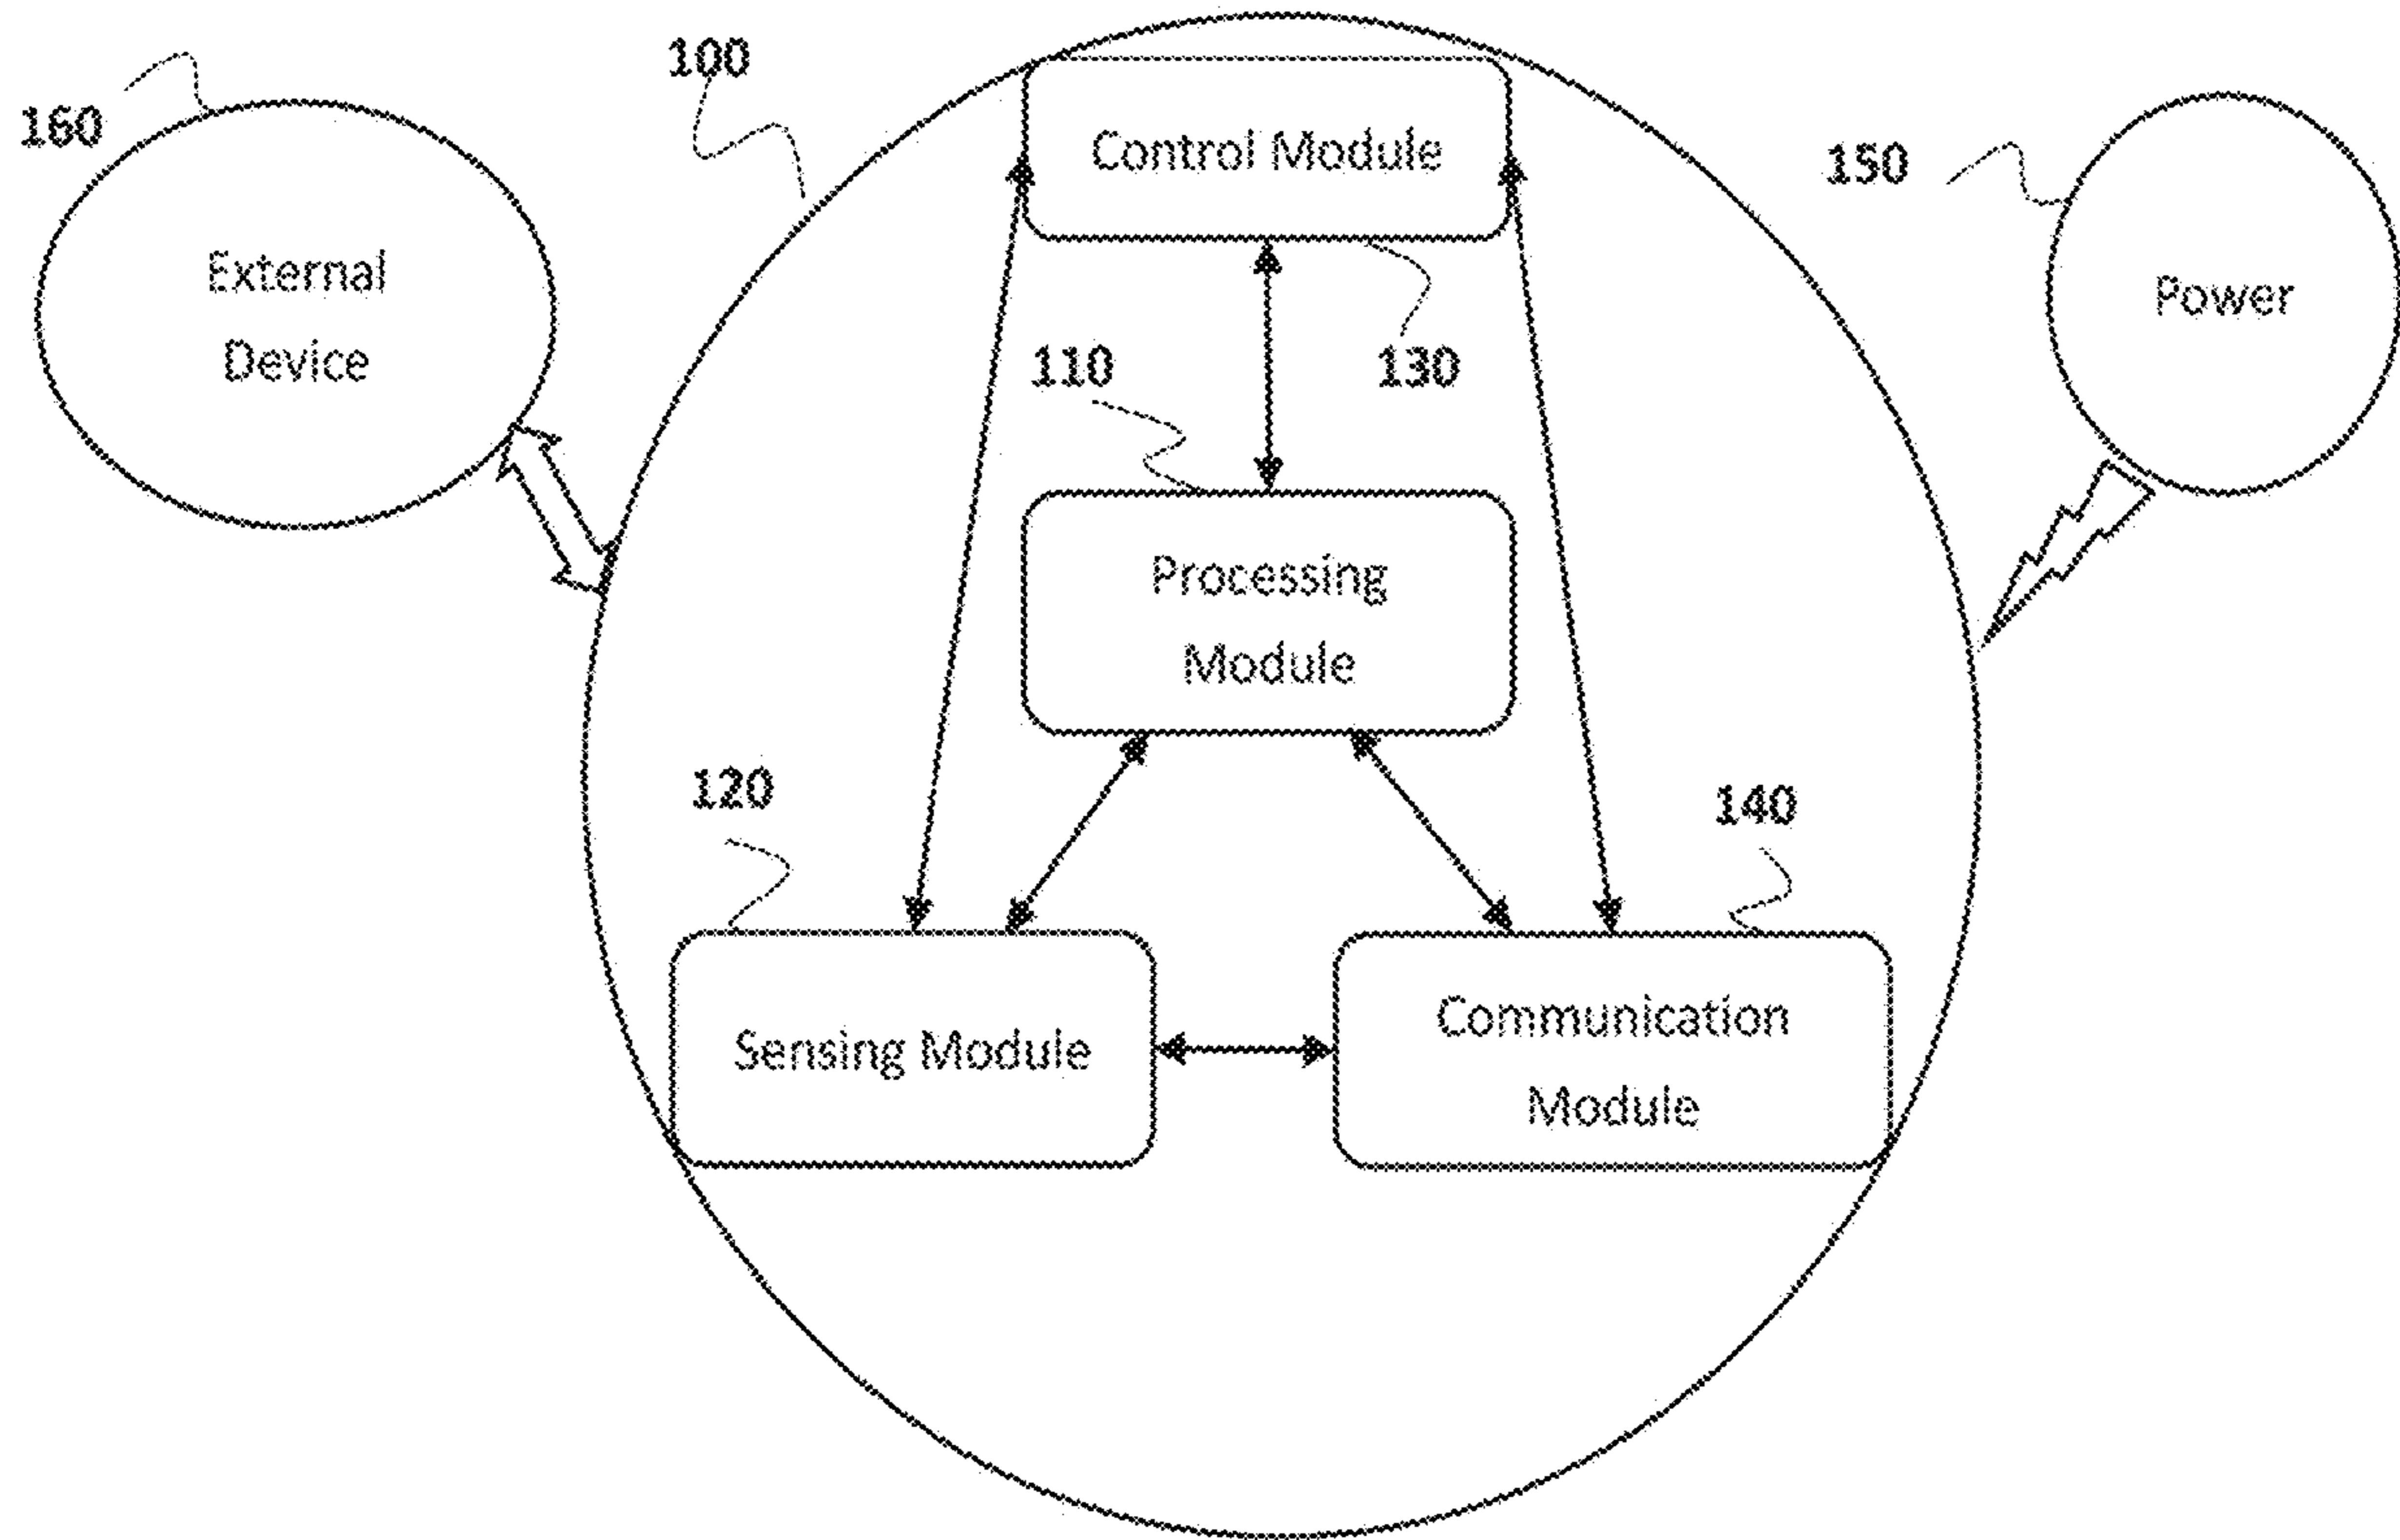 100
160
Control Module
150
External
Device
Power
110
130
Processing
Module
120
140
Sensing Module
Communication
Module